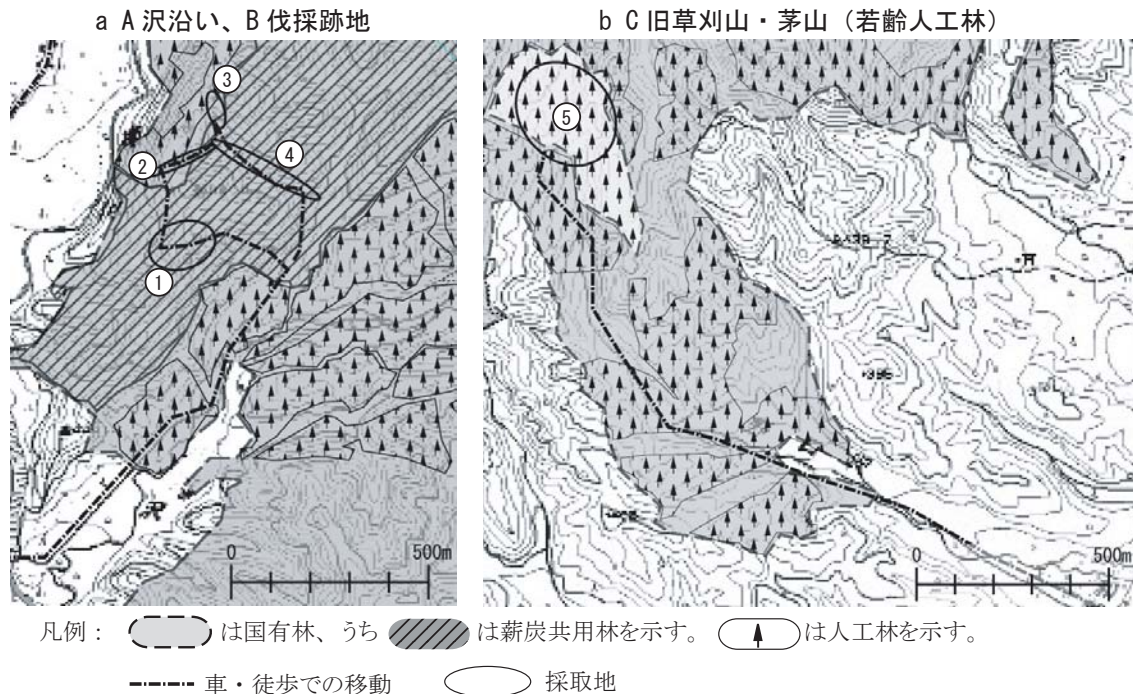 a A沢沿い、B伐採跡地
b C旧草刈山・茅山（若齢人工林）
③
②
④
①
0
500m
⑤
0
500m
凡例： は国有林、うち は薪炭共用林を示す。 は人工林を示す。
車・徒歩での移動 採取地